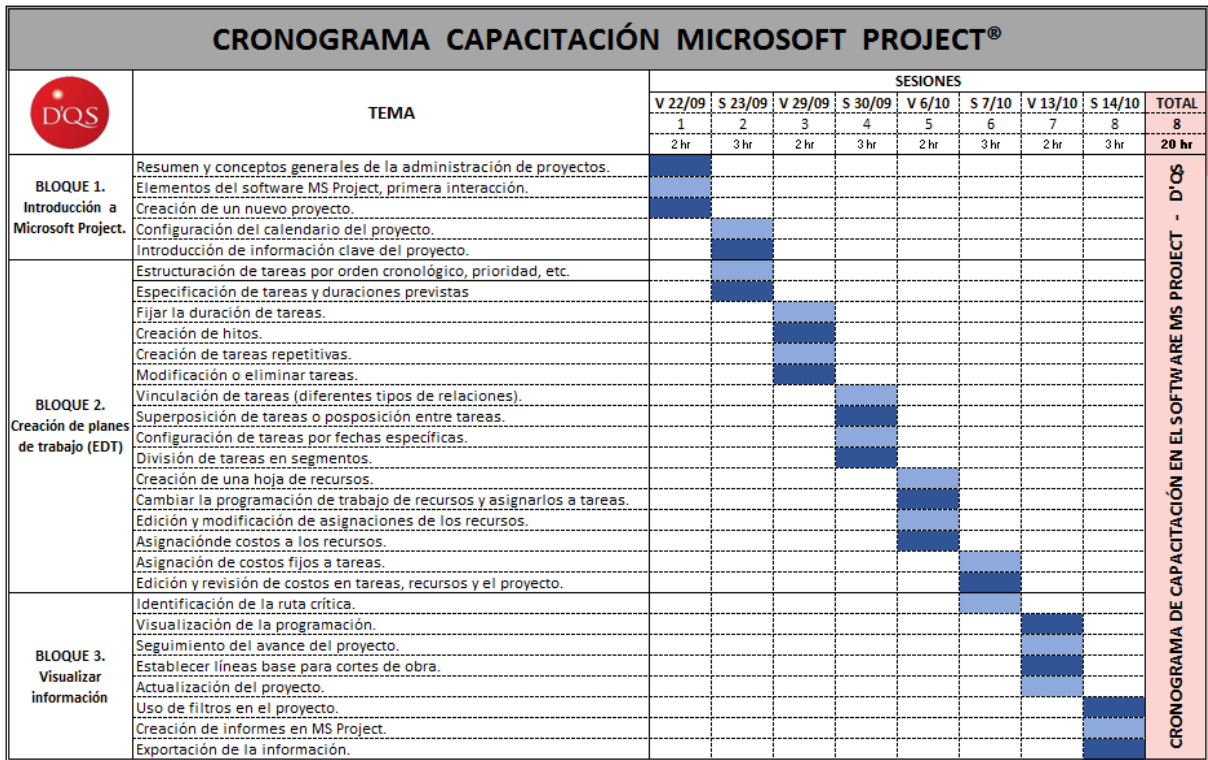 CRONOGRAMA CAPACITACIÓN MICROSOFT PROJECT®
D'QS
TEMA
SESIONES
V 22/09 S 23/09 V 29/09 S 30/09 V 6/10 S 7/10 V 13/10 S 14/10 TOTAL
1 2 3 4 5 6 7 8 8
2 hr 3 hr 2 hr 3 hr 2 hr 3 hr 2 hr 3 hr 20 hr
BLOQUE 1.
Introducción a
Microsoft Project.
Resumen y conceptos generales de la administración de proyectos.
Elementos del software MS Project, primera interacción.
Creación de un nuevo proyecto.
Configuración del calendario del proyecto.
Introducción de información clave del proyecto.
BLOQUE 2.
Creación de planes
de trabajo (EDT)
Estructuración de tareas por orden cronológico, prioridad, etc.
Especificación de tareas y duraciones previstas
Fijar la duración de tareas.
Creación de hitos.
Creación de tareas repetitivas.
Modificación o eliminar tareas.
Vinculación de tareas (diferentes tipos de relaciones).
Superposición de tareas o posposición entre tareas.
Configuración de tareas por fechas específicas.
División de tareas en segmentos.
Creación de una hoja de recursos.
Cambiar la programación de trabajo de recursos y asignarlos a tareas.
Edición y modificación de asignaciones de los recursos.
Asignaciónde costos a los recursos.
Asignación de costos fijos a tareas.
Edición y revisión de costos en tareas, recursos y el proyecto.
BLOQUE 3.
Visualizar
información
Identificación de la ruta crítica.
Visualización de la programación.
Seguimiento del avance del proyecto.
Establecer líneas base para cortes de obra.
Actualización del proyecto.
Uso de filtros en el proyecto.
Creación de informes en MS Project.
Exportación de la información.
CRONOGRAMA DE CAPACITACIÓN EN EL SOFTWARE MS PROJECT - D'QS